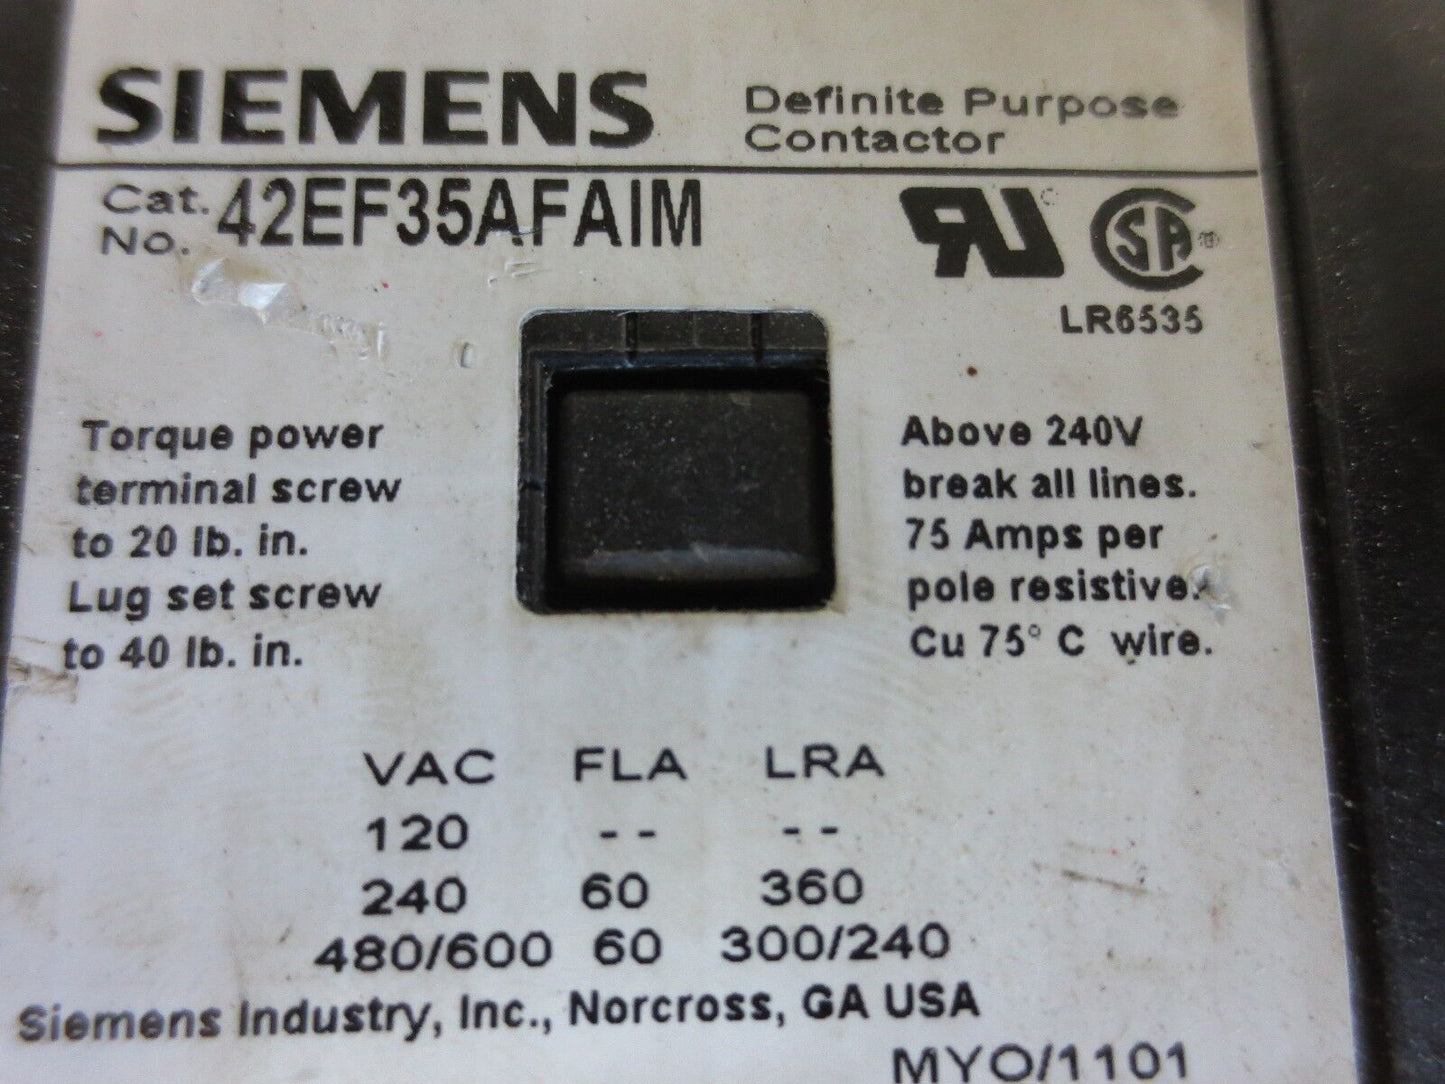 SIEMENS
Definite Purpose
Contactor
Cat. No. 42EF35AFAIM
LR6535
Torque power
terminal screw
to 20 lb. in.
Lug set screw
to 40 lb. in.
Above 240V
break all lines.
75 Amps per
pole resistive.
Cu 75° C wire.
VAC FLA LRA
120 -- --
240 60 360
480/600 60 300/240
Siemens Industry, Inc., Norcross, GA USA
MYO/1101